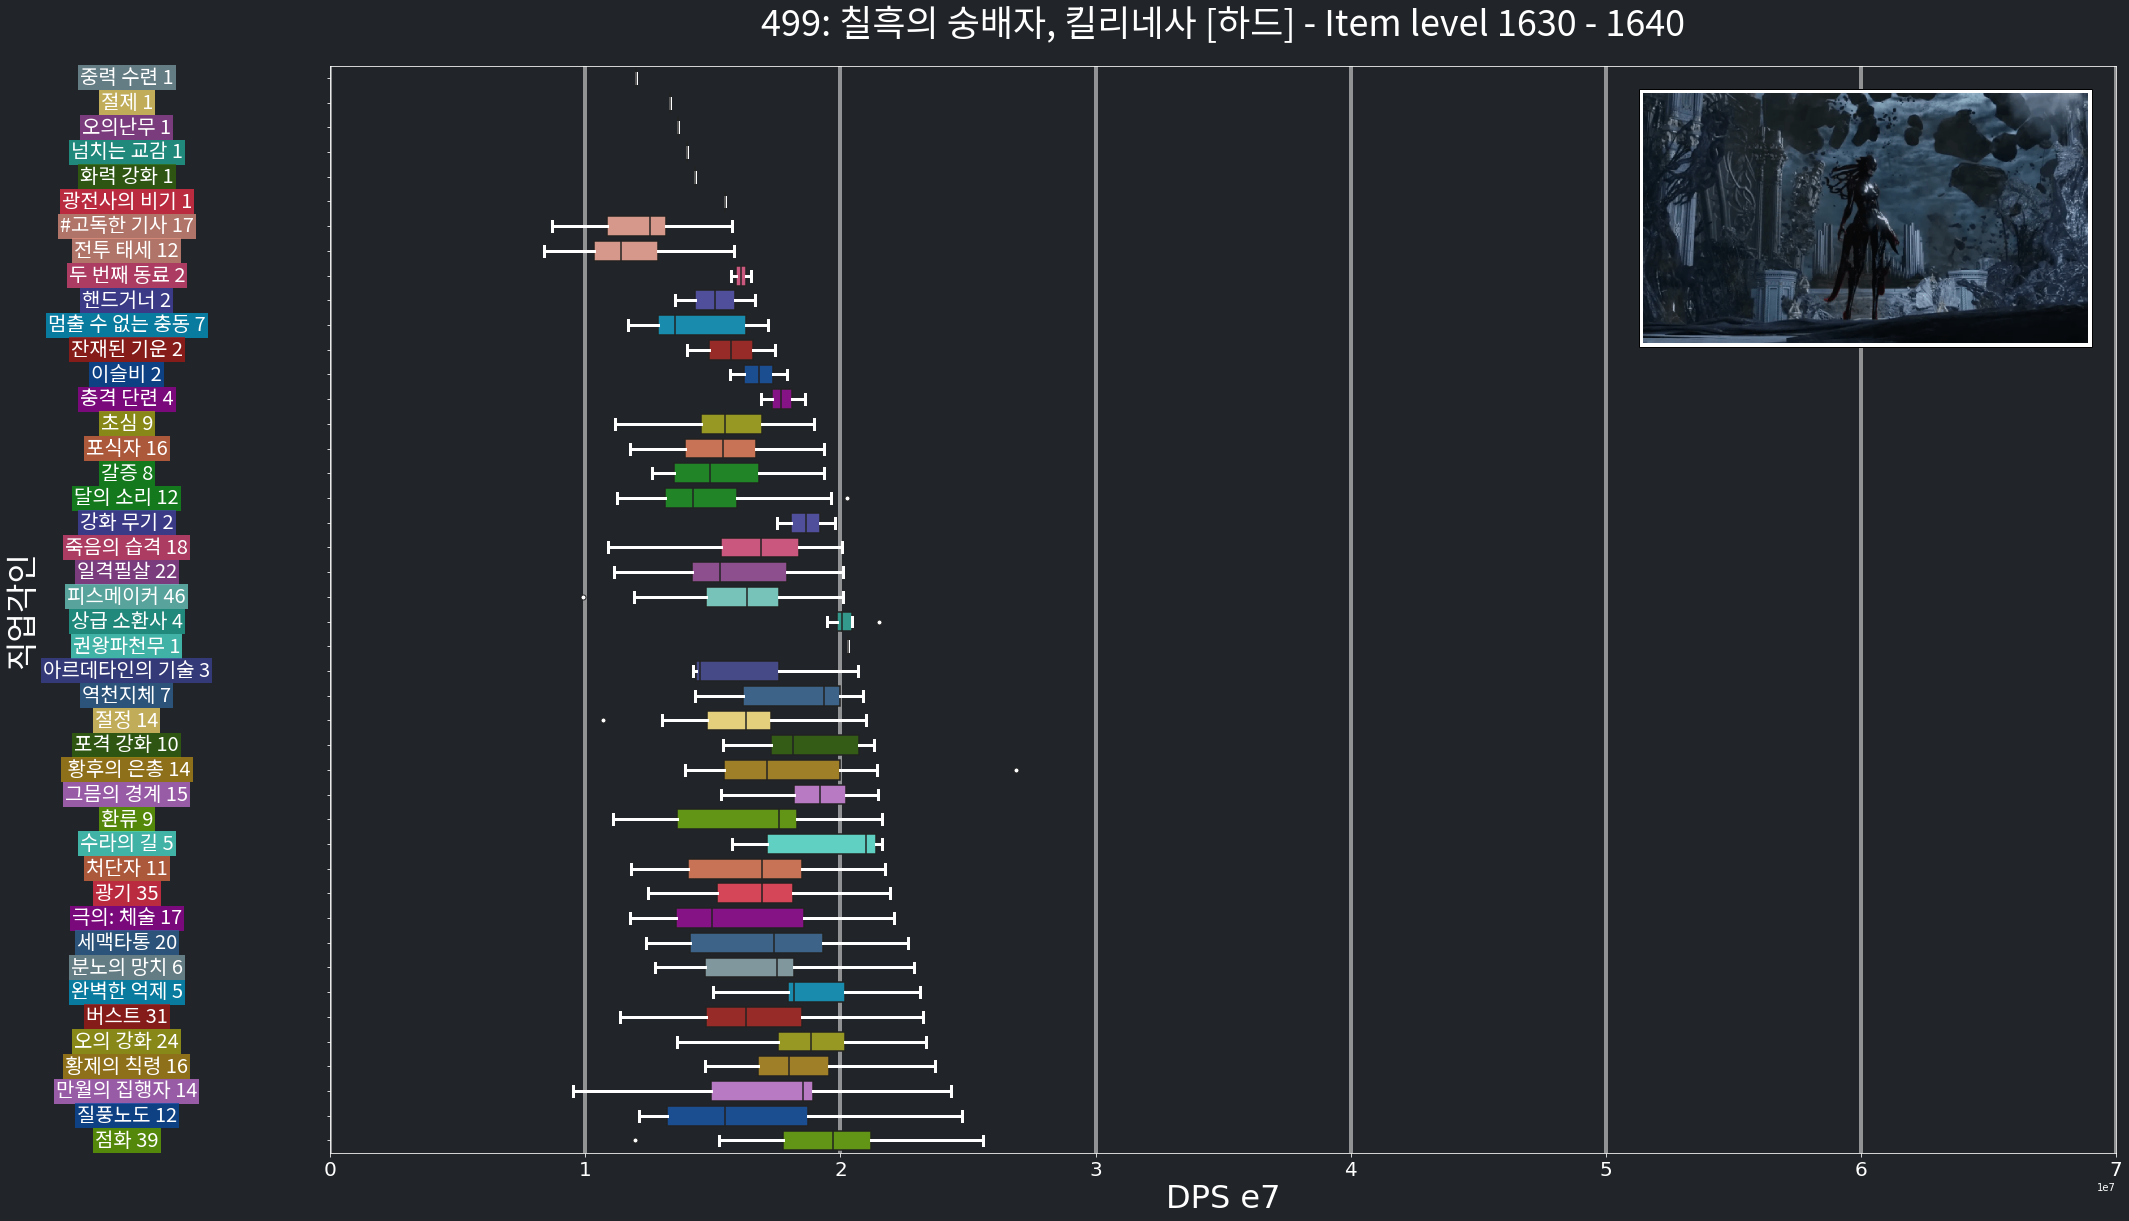 499: 칠흑의 숭배자, 킬리네사 [하드] - Item level 1630 - 1640
직업각인
중력 수련 1
절제 1
오의난무 1
넘치는 교감 1
화력 강화 1
광전사의 비기 1
#고독한 기사 17
전투 태세 12
두 번째 동료 2
핸드거너 2
멈출 수 없는 충동 7
잔재된 기운 2
이슬비 2
충격 단련 4
초심 9
포식자 16
갈증 8
달의 소리 12
강화 무기 2
죽음의 습격 18
일격필살 22
피스메이커 46
상급 소환사 4
권왕파천무 1
아르데타인의 기술 3
역천지체 7
절정 14
포격 강화 10
황후의 은총 14
그믐의 경계 15
환류 9
수라의 길 5
처단자 11
광기 35
극의: 체술 17
세맥타통 20
분노의 망치 6
완벽한 억제 5
버스트 31
오의 강화 24
황제의 칙령 16
만월의 집행자 14
질풍노도 12
점화 39
0 1 2 3 4 5 6 7
1e7
DPS e7